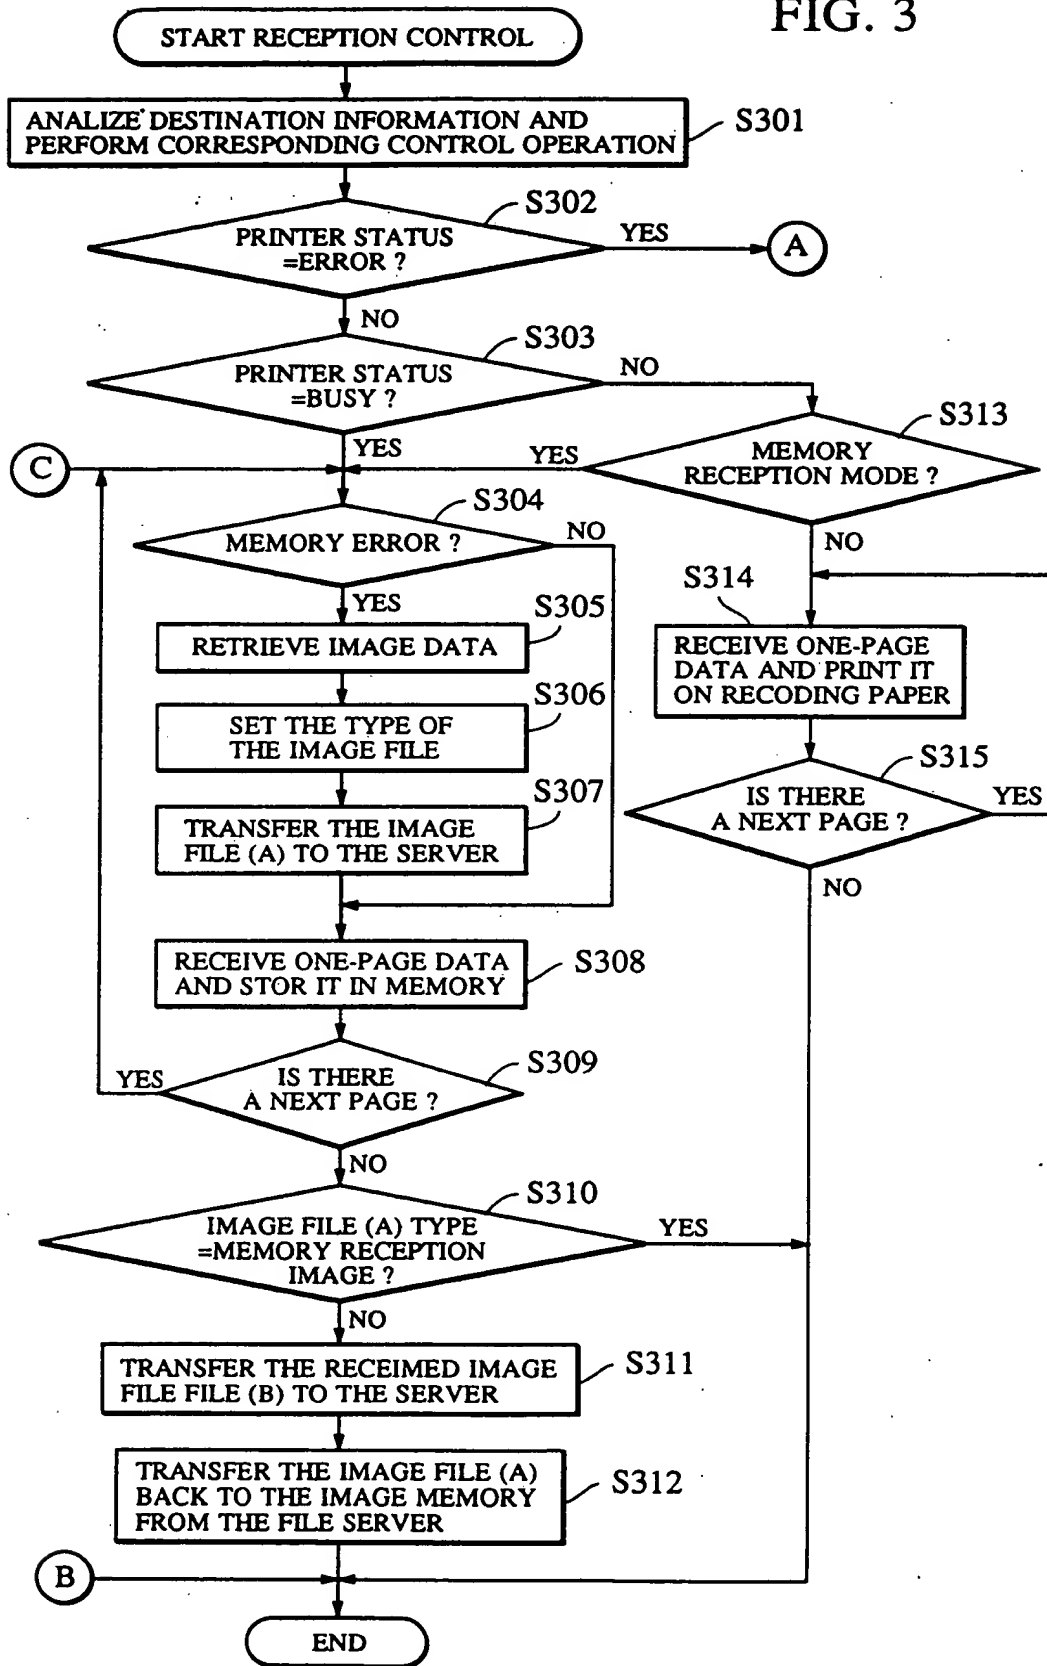 FIG. 3
START RECEPTION CONTROL
ANALIZE DESTINATION INFORMATION AND
PERFORM CORRESPONDING CONTROL OPERATION
S301
S302
PRINTER STATUS
=ERROR ?
YES
A
NO
S303
PRINTER STATUS
=BUSY ?
NO
YES
S313
MEMORY
RECEPTION MODE ?
YES
C
NO
S304
MEMORY ERROR ?
NO
YES
S305
RETRIEVE IMAGE DATA
S306
SET THE TYPE OF
THE IMAGE FILE
S307
TRANSFER THE IMAGE
FILE (A) TO THE SERVER
S314
RECEIVE ONE-PAGE
DATA AND PRINT IT
ON RECODING PAPER
S315
IS THERE
A NEXT PAGE ?
YES
NO
RECEIVE ONE-PAGE DATA
AND STOR IT IN MEMORY
S308
S309
IS THERE
A NEXT PAGE ?
YES
NO
S310
IMAGE FILE (A) TYPE
=MEMORY RECEPTION
IMAGE ?
YES
NO
TRANSFER THE RECEIMED IMAGE
FILE FILE (B) TO THE SERVER
S311
TRANSFER THE IMAGE FILE (A)
BACK TO THE IMAGE MEMORY
FROM THE FILE SERVER
S312
B
END